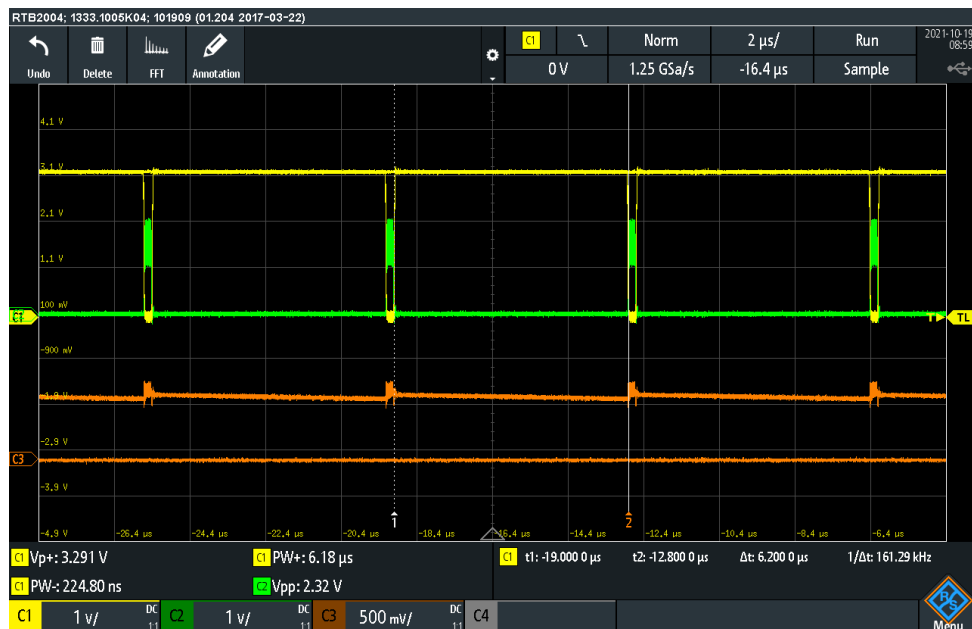 RTB2004; 1333.1005K04; 101909 (01.204 2017-03-22)
Undo Delete FFT Annotation
C1 Norm 2 µs/ Run
0 V 1.25 GSa/s -16.4 µs Sample
2021-10-19
08:59
4.1 V
3.1 V
2.1 V
1.1 V
100 mV
C1
T TL
-900 mV
-1.9 V
-2.9 V
C3
-3.9 V
1 2
-4.9 V -26.4 µs -24.4 µs -22.4 µs -20.4 µs -18.4 µs -16.4 µs -14.4 µs -12.4 µs -10.4 µs -8.4 µs -6.4 µs
C1 Vp+: 3.291 V C1 PW+: 6.18 µs C1 t1: -19.000 0 µs t2: -12.800 0 µs Δt: 6.200 0 µs 1/Δt: 161.29 kHz
C1 PW-: 224.80 ns C2 Vpp: 2.32 V
C1 1 V/ DC 1:1 C2 1 V/ DC 1:1 C3 500 mV/ DC 1:1 C4
R&S
Menu